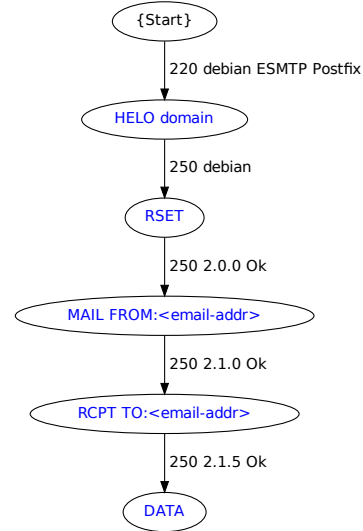 {Start}
220 debian ESMTP Postfix
HELO domain
250 debian
RSET
250 2.0.0 Ok
MAIL FROM:<email-addr>
250 2.1.0 Ok
RCPT TO:<email-addr>
250 2.1.5 Ok
DATA